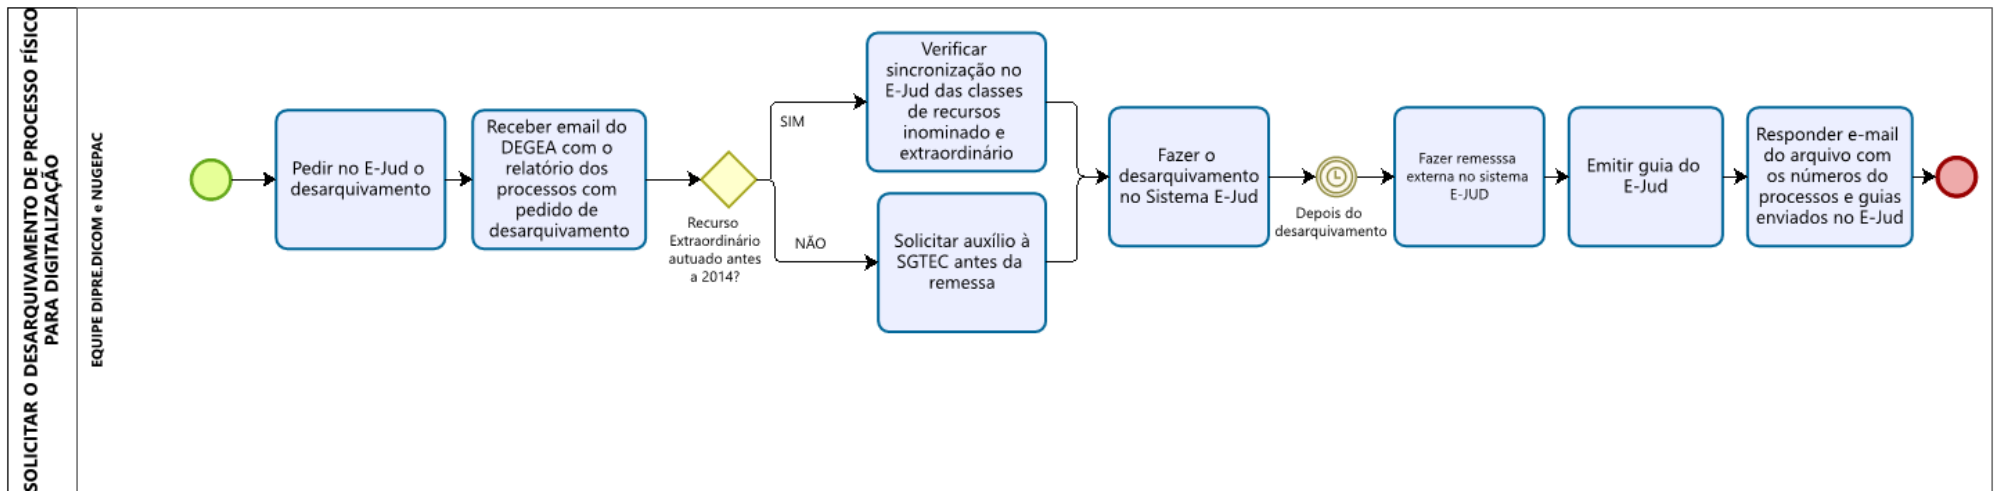 SOLICITAR O DESARQUIVAMENTO DE PROCESSO FÍSICO
PARA DIGITALIZAÇÃO
EQUIPE DIPRE.DICOM e NUGEPAC
Pedir no E-Jud o
desarquivamento
Receber email do
DEGEA com o
relatório dos
processos com
pedido de
desarquivamento
Recurso
Extraordinário
autuado antes
a 2014?
SIM
Verificar
sincronização no
E-Jud das classes
de recursos
inominado e
extraordinário
NÃO
Solicitar auxílio à
SGTEC antes da
remessa
Fazer o
desarquivamento
no Sistema E-Jud
Depois do
desarquivamento
Fazer remesssa
externa no sistema
E-JUD
Emitir guia do
E-Jud
Responder e-mail
do arquivo com
os números do
processos e guias
enviados no E-Jud